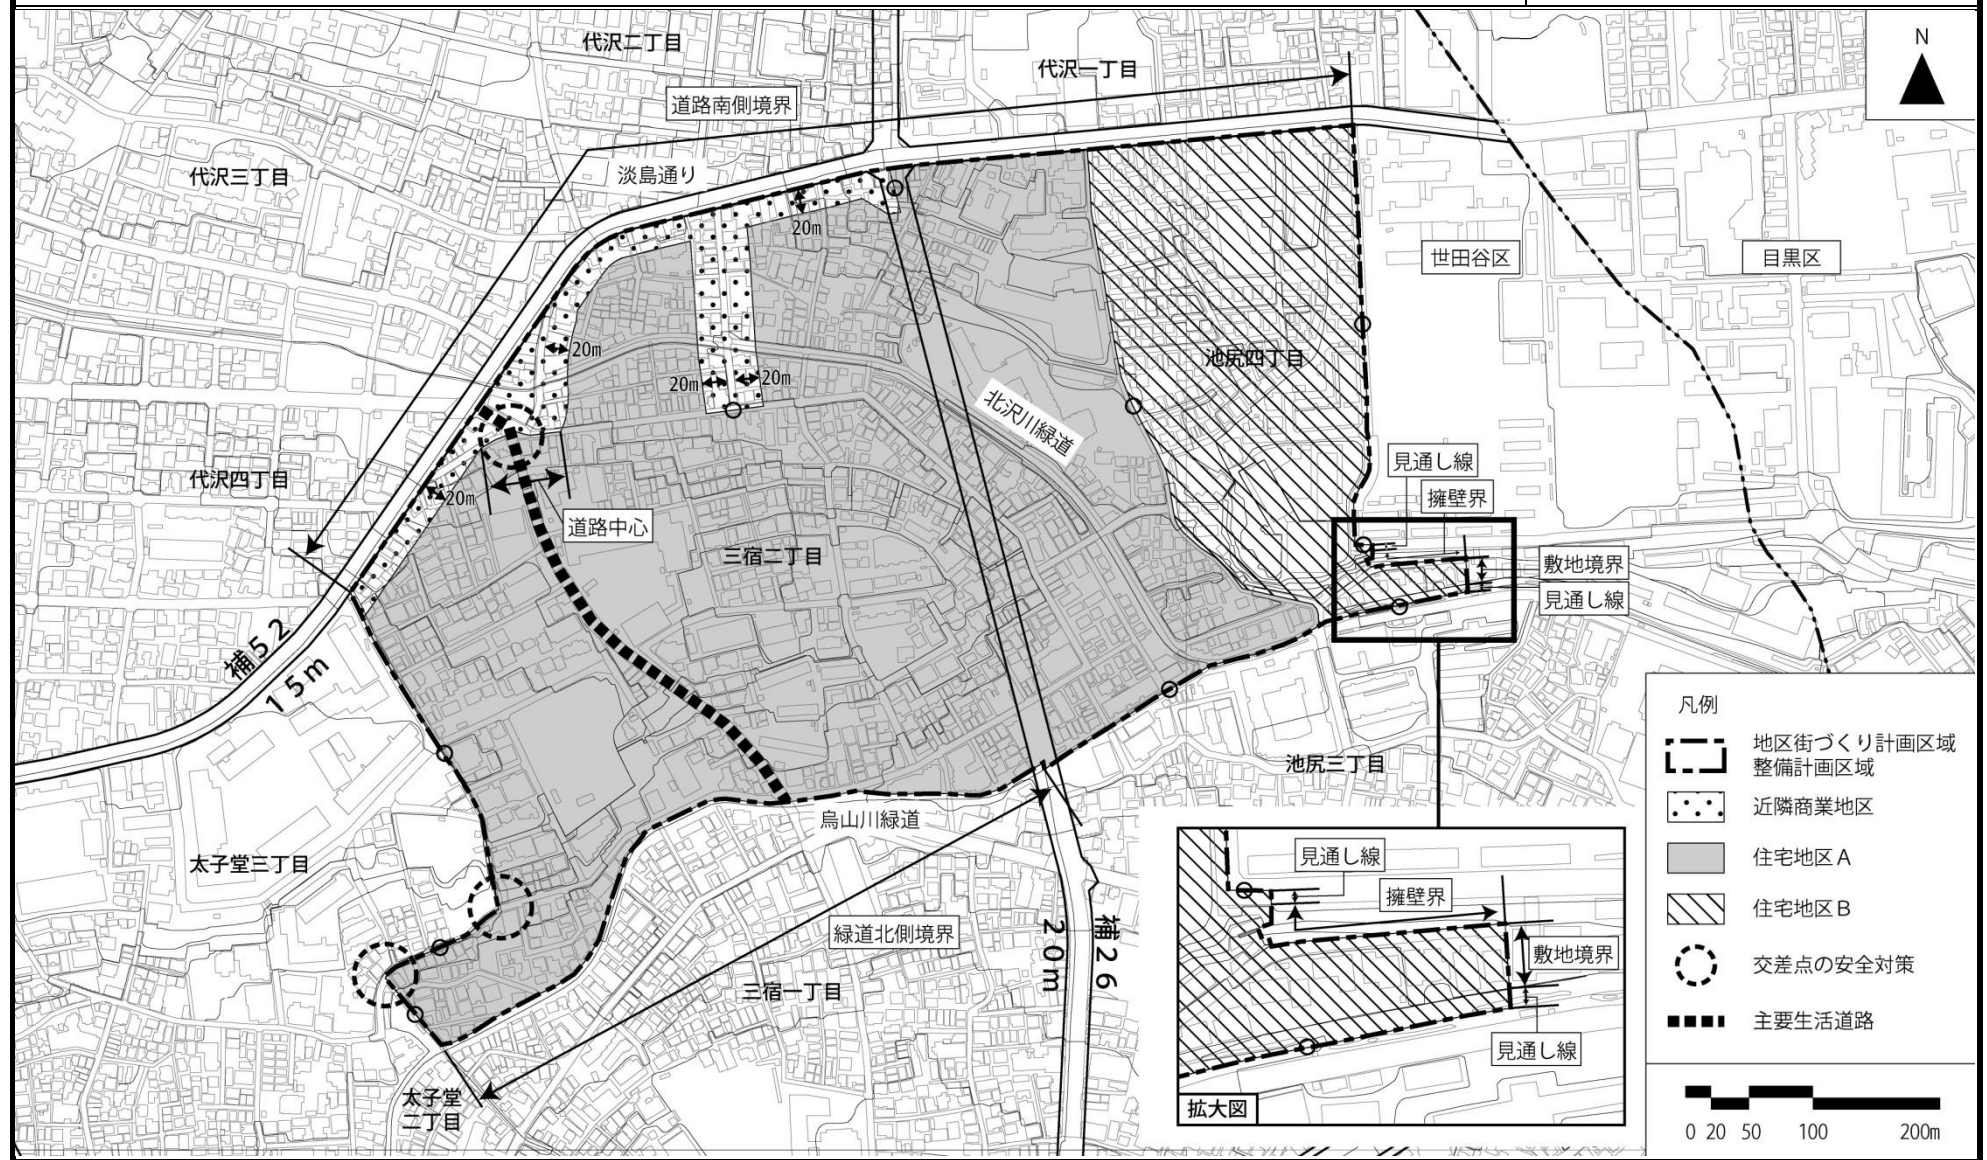 代沢二丁目
代沢一丁目
N
道路南側境界
淡島通り
代沢三丁目
20m
世田谷区
目黒区
20m
池尻四丁目
20m
20m
北沢川緑道
代沢四丁目
見通し線
20m
擁壁界
道路中心
三宿二丁目
敷地境界
見通し線
補52
15m
凡例
地区街づくり計画区域
整備計画区域
池尻三丁目
近隣商業地区
烏山川緑道
住宅地区A
太子堂三丁目
見通し線
擁壁界
住宅地区B
緑道北側境界
補26
20m
敷地境界
交差点の安全対策
三宿一丁目
主要生活道路
見通し線
太子堂
二丁目
拡大図
0 20 50 100 200m